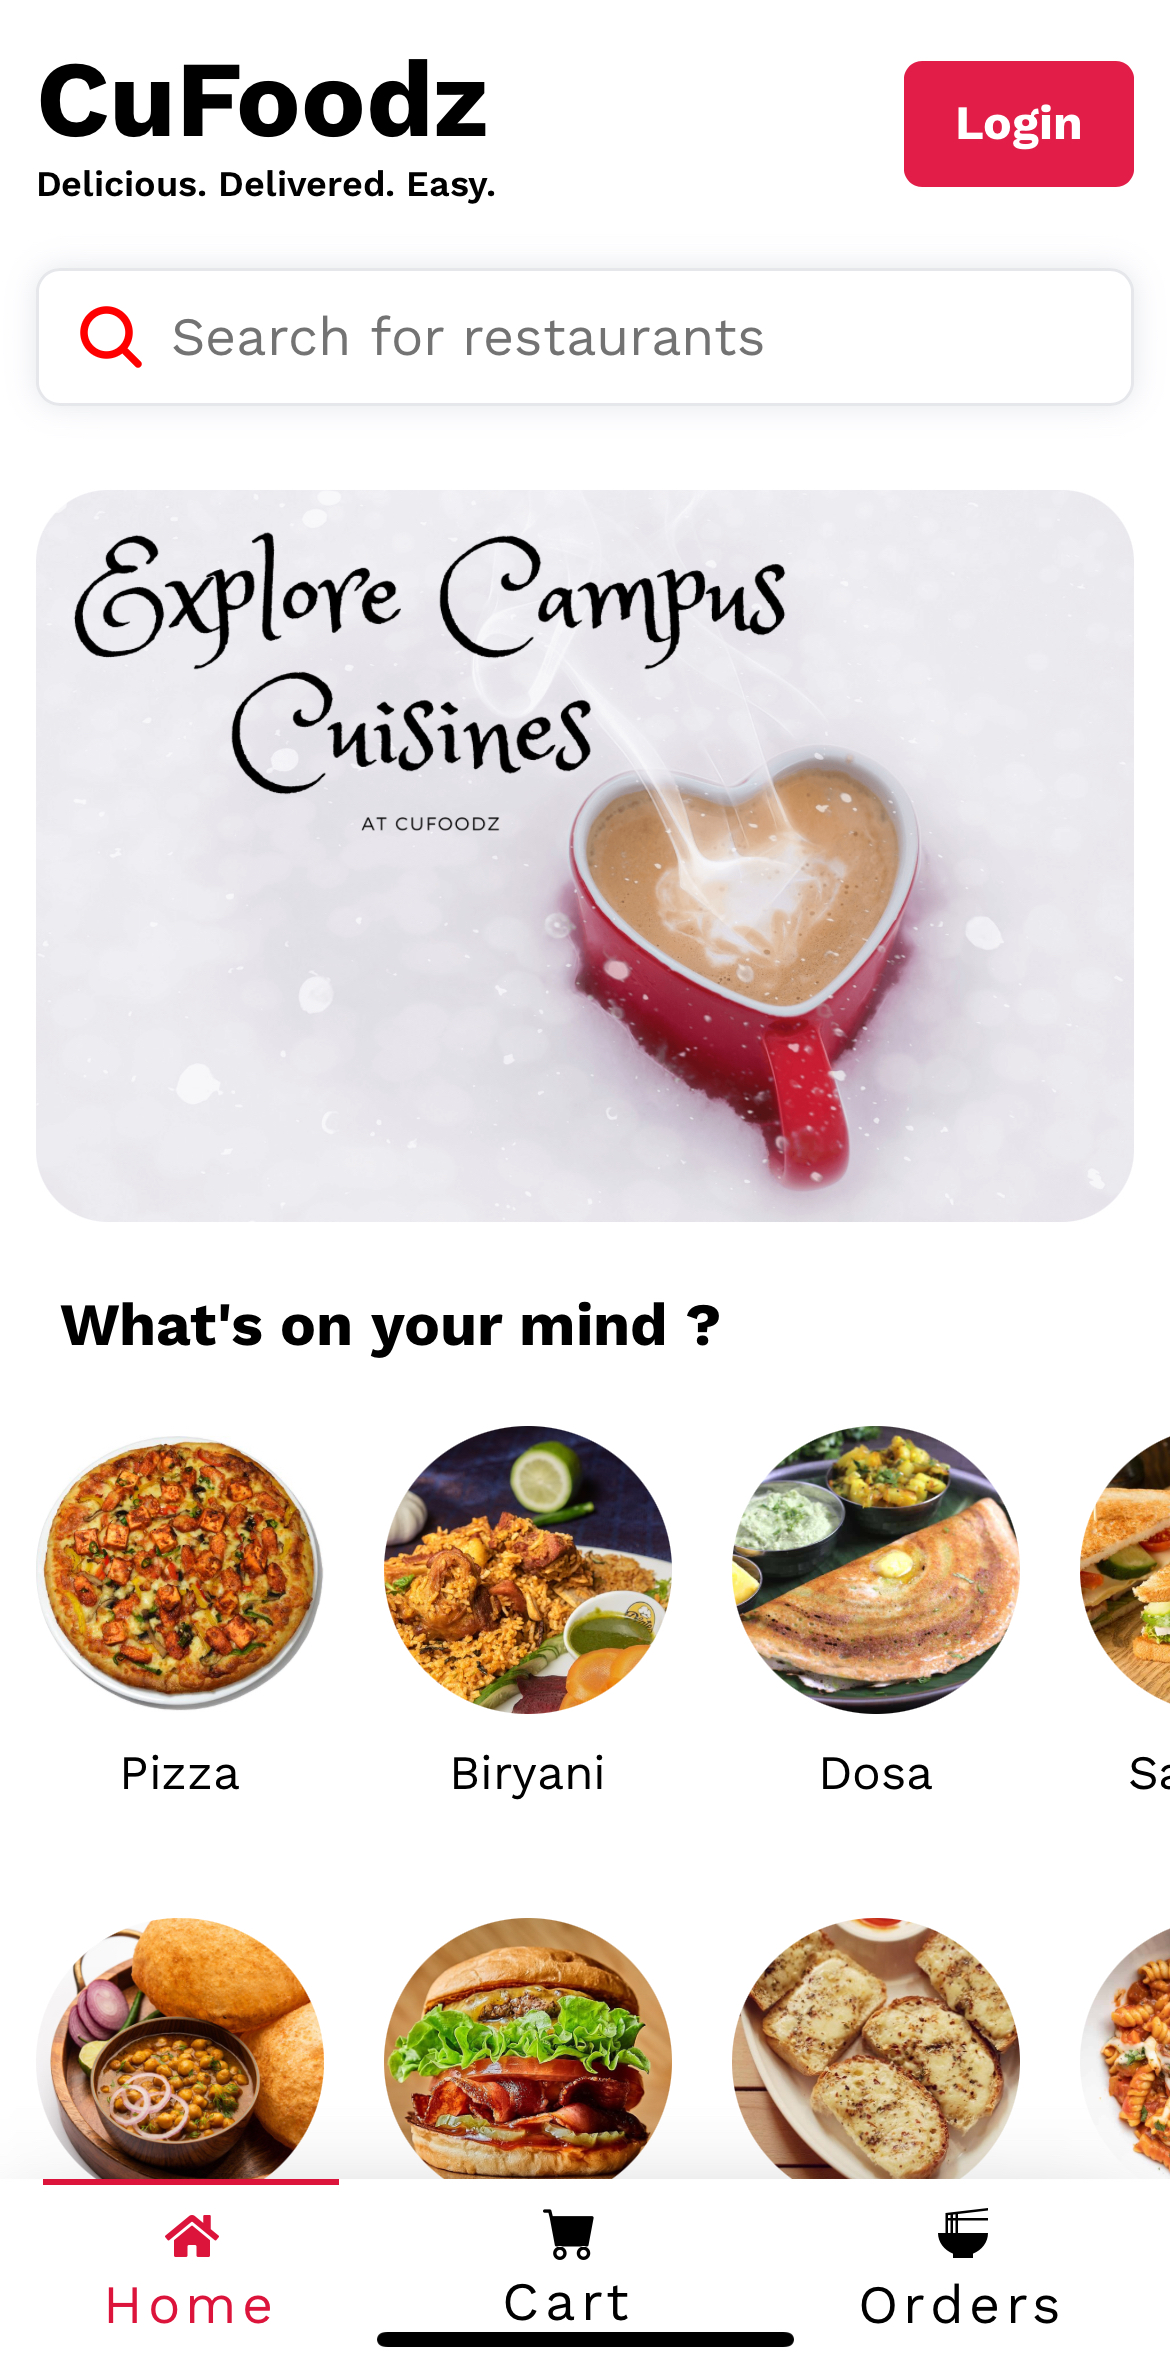 CuFoodz
Login
Delicious. Delivered. Easy.
Search for restaurants
Explore Campus
Cuisines
AT CUFOODZ
What's on your mind ?
Pizza
Biryani
Dosa
Sa
Home
Cart
Orders